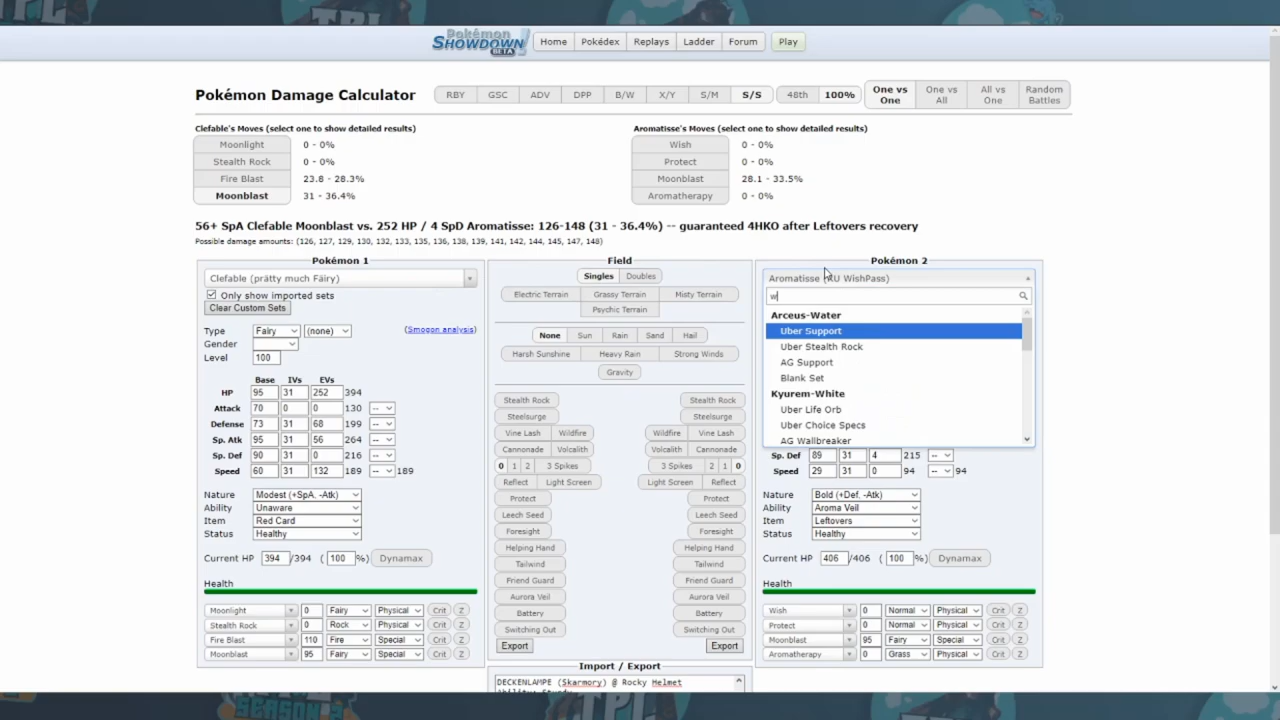 TPL
Pokémon
SHOWDOWN!
BETA
Home Pokédex Replays Ladder Forum Play
Pokémon Damage Calculator
RBY GSC ADV DPP B/W X/Y S/M S/S 48th 100% One vs One One vs All All vs One Random Battles
Clefable's Moves (select one to show detailed results)
Moonlight 0 - 0%
Stealth Rock 0 - 0%
Fire Blast 23.8 - 28.3%
Moonblast 31 - 36.4%
Aromatisse's Moves (select one to show detailed results)
Wish 0 - 0%
Protect 0 - 0%
Moonblast 28.1 - 33.5%
Aromatherapy 0 - 0%
56+ SpA Clefable Moonblast vs. 252 HP / 4 SpD Aromatisse: 126-148 (31 - 36.4%) -- guaranteed 4HKO after Leftovers recovery
Possible damage amounts: (126, 127, 129, 130, 132, 133, 135, 136, 138, 139, 141, 142, 144, 145, 147, 148)
Pokémon 1
Clefable (prätty much Fäiry)
Only show imported sets
Clear Custom Sets
Type Fairy (none) (Smogon analysis)
Gender
Level 100
Base IVs EVs
HP 95 31 252 394
Attack 70 0 0 130 --
Defense 73 31 68 199 --
Sp. Atk 95 31 56 264 --
Sp. Def 90 31 0 216 --
Speed 60 31 132 189 -- 189
Nature Modest (+SpA, -Atk)
Ability Unaware
Item Red Card
Status Healthy
Current HP 394 /394 ( 100 %) Dynamax
Health
Moonlight 0 Fairy Physical Crit Z
Stealth Rock 0 Rock Physical Crit Z
Fire Blast 110 Fire Special Crit Z
Moonblast 95 Fairy Special Crit Z
Field
Singles Doubles
Electric Terrain Grassy Terrain Misty Terrain
Psychic Terrain
None Sun Rain Sand Hail
Harsh Sunshine Heavy Rain Strong Winds
Gravity
Stealth Rock Stealth Rock
Steelsurge Steelsurge
Vine Lash Wildfire Wildfire Vine Lash
Cannonade Volcalith Volcalith Cannonade
0 1 2 3 Spikes 3 Spikes 2 1 0
Reflect Light Screen Light Screen Reflect
Protect Protect
Leech Seed Leech Seed
Foresight Foresight
Helping Hand Helping Hand
Tailwind Tailwind
Friend Guard Friend Guard
Aurora Veil Aurora Veil
Battery Battery
Switching Out Switching Out
Export Export
Pokémon 2
Aromatisse (RU WishPass)
w
Arceus-Water
Uber Support
Uber Stealth Rock
AG Support
Blank Set
Kyurem-White
Uber Life Orb
Uber Choice Specs
AG Wallbreaker
Sp. Def 89 31 4 215 --
Speed 29 31 0 94 -- 94
Nature Bold (+Def, -Atk)
Ability Aroma Veil
Item Leftovers
Status Healthy
Current HP 406 /406 ( 100 %) Dynamax
Health
Wish 0 Normal Physical Crit Z
Protect 0 Normal Physical Crit Z
Moonblast 95 Fairy Special Crit Z
Aromatherapy 0 Grass Physical Crit Z
Import / Export
DECKENLAMPE (Skarmory) @ Rocky Helmet
Ability: Sturdy
SEASON
TPL